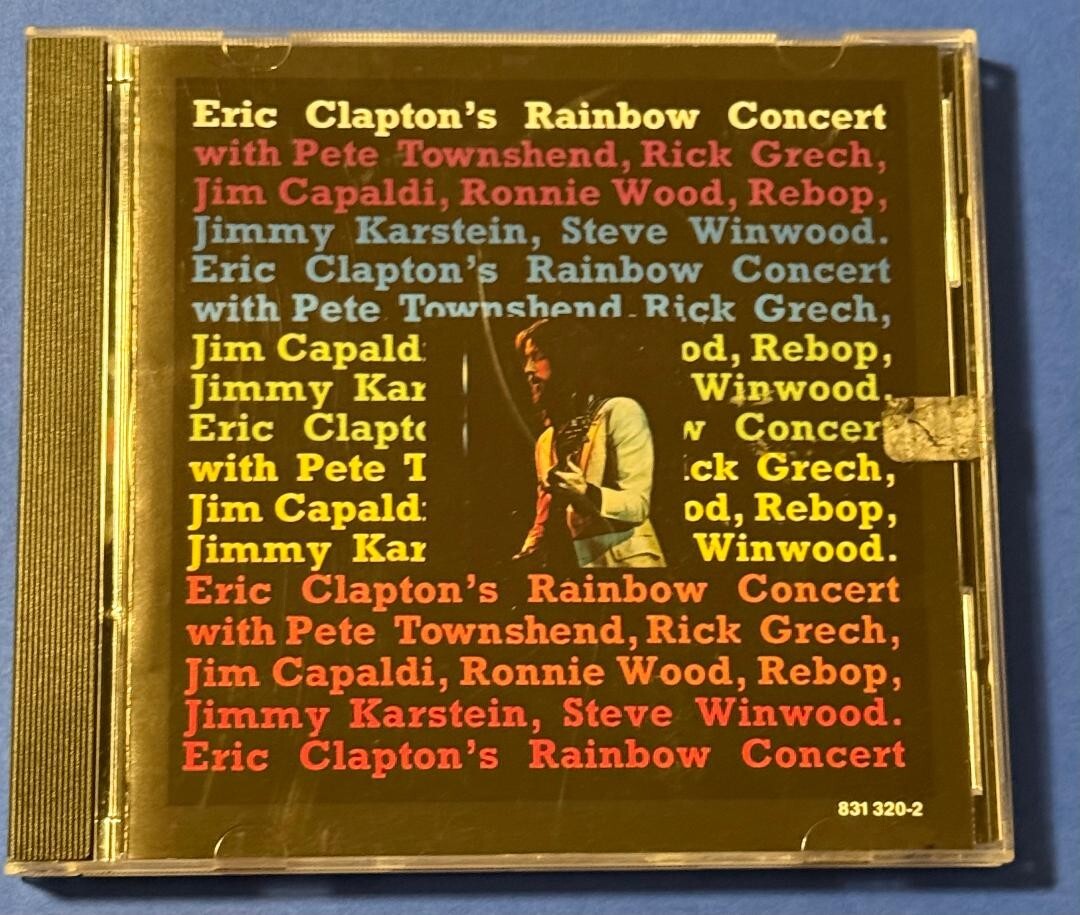 Eric Clapton's Rainbow Concert
with Pete Townshend, Rick Grech,
Jim Capaldi, Ronnie Wood, Rebop,
Jimmy Karstein, Steve Winwood.
Eric Clapton's Rainbow Concert
with Pete Townshend, Rick Grech,
Jim Capald od, Rebop,
Jimmy Kar Winwood.
Eric Clapt Concer
with Pete T ck Grech,
Jim Capald od, Rebop,
Jimmy Kar Winwood.
Eric Clapton's Rainbow Concert
with Pete Townshend, Rick Grech,
Jim Capaldi, Ronnie Wood, Rebop,
Jimmy Karstein, Steve Winwood.
Eric Clapton's Rainbow Concert
831 320-2